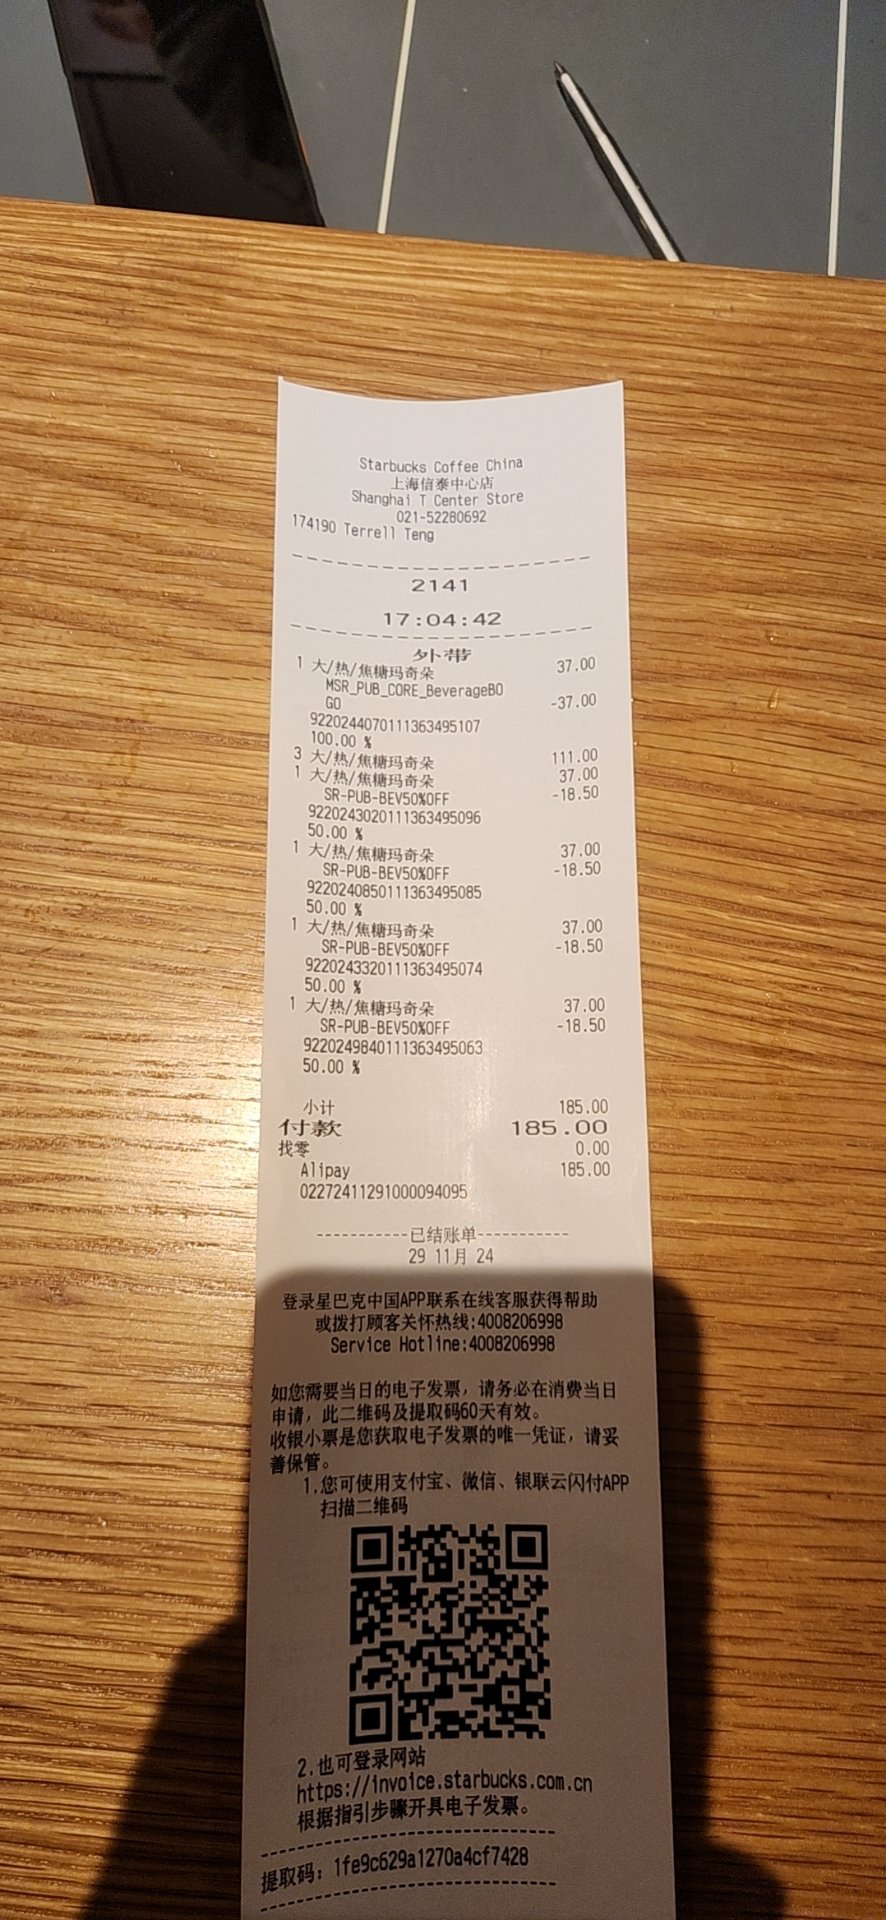 Starbucks Coffee China
上海信泰中心店
Shanghai T Center Store
021-52280692
174190 Terrell Teng
2141
17:04:42
外带
1 大/热/焦糖玛奇朵 37.00
MSR_PUB_CORE_BeverageBO
GO -37.00
9220244070111363495107
100.00 %
3 大/热/焦糖玛奇朵 111.00
1 大/热/焦糖玛奇朵 37.00
SR-PUB-BEV50%OFF -18.50
9220243020111363495096
50.00 %
1 大/热/焦糖玛奇朵 37.00
SR-PUB-BEV50%OFF -18.50
9220240850111363495085
50.00 %
1 大/热/焦糖玛奇朵 37.00
SR-PUB-BEV50%OFF -18.50
9220243320111363495074
50.00 %
1 大/热/焦糖玛奇朵 37.00
SR-PUB-BEV50%OFF -18.50
9220249840111363495063
50.00 %
小计 185.00
付款 185.00
找零 0.00
Alipay 185.00
02272411291000094095
-----------已结账单-----------
29 11月 24
登录星巴克中国APP联系在线客服获得帮助
或拨打顾客关怀热线:4008206998
Service Hotline:4008206998
如您需要当日的电子发票，请务必在消费当日
申请，此二维码及提取码60天有效。
收银小票是您获取电子发票的唯一凭证，请妥
善保管。
1.您可使用支付宝、微信、银联云闪付APP
扫描二维码
2.也可登录网站
https://invoice.starbucks.com.cn
根据指引步骤开具电子发票。
提取码：1fe9c629a1270a4cf7428